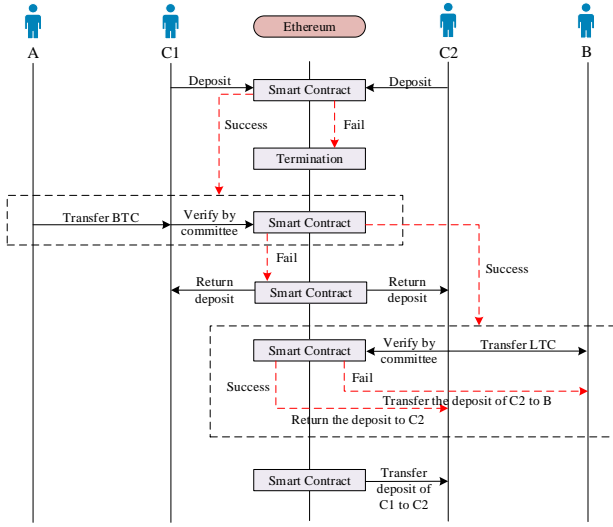 Ethereum
A
C1
C2
B
Deposit
Deposit
Smart Contract
Success
Fail
Termination
Transfer BTC
Verify by
committee
Smart Contract
Fail
Success
Return
deposit
Smart Contract
Return
deposit
Smart Contract
Verify by
committee
Transfer LTC
Success
Fail
Transfer the deposit of C2 to B
Return the deposit to C2
Smart Contract
Transfer
deposit of
C1 to C2